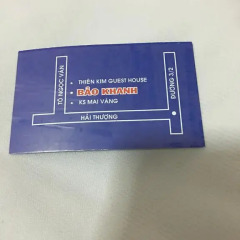 TÔ NGỌC VÂN
THIÊN KIM GUEST HOUSE
BẢO KHANH
KS MAI VÀNG
HẢI THƯỢNG
ĐƯỜNG 3/2